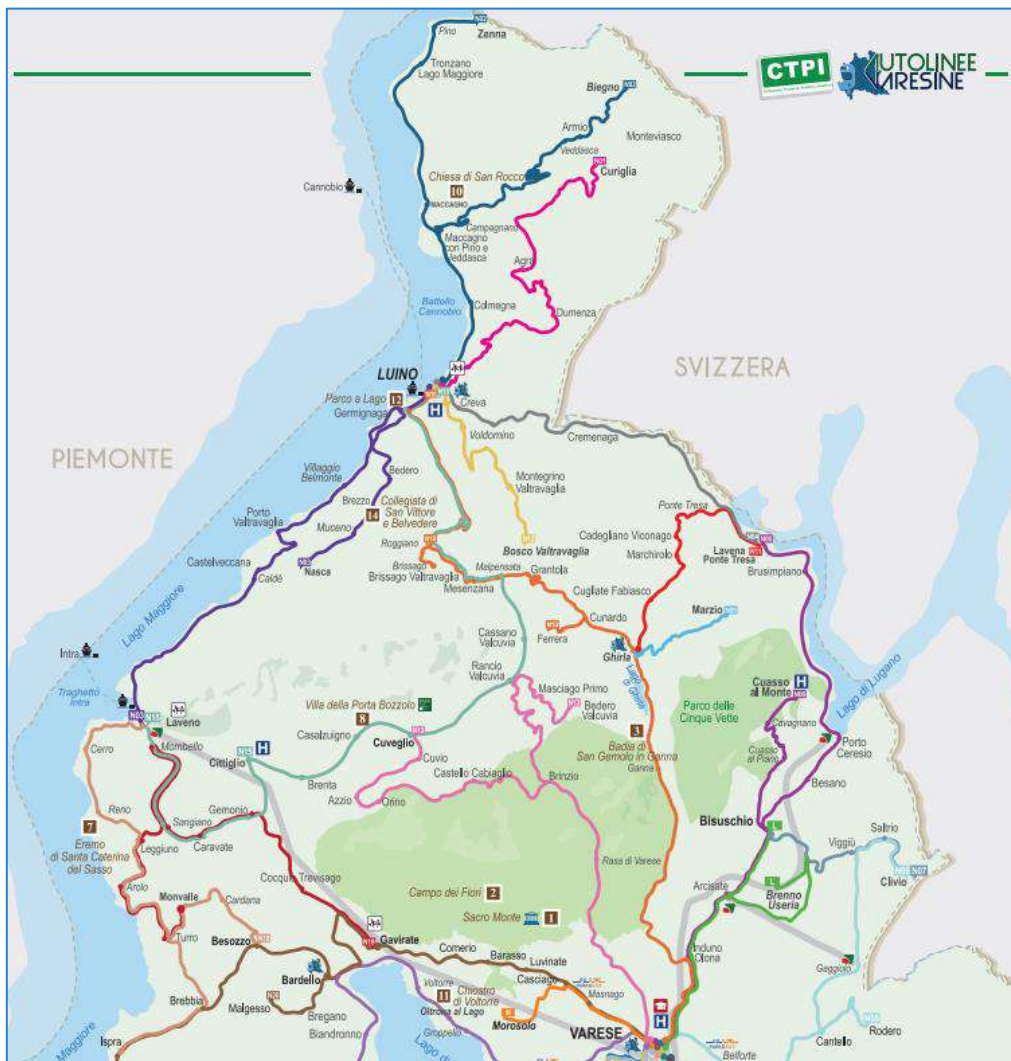 N02
Pino
Zenna
CTPI
AUTOLINEE
VARESINE
Tronzano
Lago Maggiore
Biegno
N02
Armio
Monteviasco
Veddasca
N01
Curiglia
Chiesa di San Rocco
10
Cannobio
MACCAGNO
Campagnano
Maccagno
con Pino e
Veddasca
Agra
Battello
Cannobio
Colmegna
Dumenza
SVIZZERA
LUINO
Parco a Lago
12
Germignaga
H
Creva
Voldomino
Cremenaga
PIEMONTE
Villaggio
Belmonte
Bedero
Montegrino
Valtravaglia
Brezzo
Collegiata di
San Vittore
e Belvedere
14
Porto
Valtravaglia
Muceno
Ponte Tresa
Cadegliano Viconago
Marchirolo
Lavena
Ponte Tresa
Roggiano
Bosco Valtravaglia
Castelveccana
Nasca
Brissago
Brissago Valtravaglia
Malpensata
Grantola
Brusimpiano
Caldè
Mesenzana
Cugliate Fabiasco
Lago Maggiore
Cunardo
Marzio
Cassano
Valcuvia
Ferrera
Ghirla
Intra
Rancio
Valcuvia
Lago
di Ghirla
Cuasso
al Monte
H
Traghetto
Intra
Masciago Primo
Villa della Porta Bozzolo
Bedero
Valcuvia
Parco delle
Cinque Vette
Lago di Lugano
N03
Laveno
8
Cavagnano
Casalzuigno
Cuveglio
3
Badia di
San Gemolo in Ganna
Cerro
Mombello
H
Cittiglio
Cuvio
Cuasso
al Piano
Porto
Ceresio
Ganna
Castello Cabiaglio
Brinzio
Brenta
Azzio
Orino
Besano
Reno
Gemonio
7
Sangiano
Bisuschio
L
Eremo
di Santa Caterina
del Sasso
Leggiuno
Caravate
Viggiù
Saltrio
Rasa di Varese
N07
Clivio
Cocquio Trevisago
Arolo
Campo dei Fiori
2
Arcisate
L
Brenno
Useria
Monvalle
Cardana
Sacro Monte
1
Turro
Besozzo
Gavirate
Induno
Olona
Comerio
Barasso
Luvinate
Gaggiolo
Bardello
Voltorre
Casciago
Masnago
Brebbia
Malgesso
11
Chiostro
di Voltorre
Oltrona al Lago
H
Bregano
Morosolo
Biandronno
Groppello
VARESE
Rodero
Cantello
Ispra
Maggiore
Lago di
Belforte